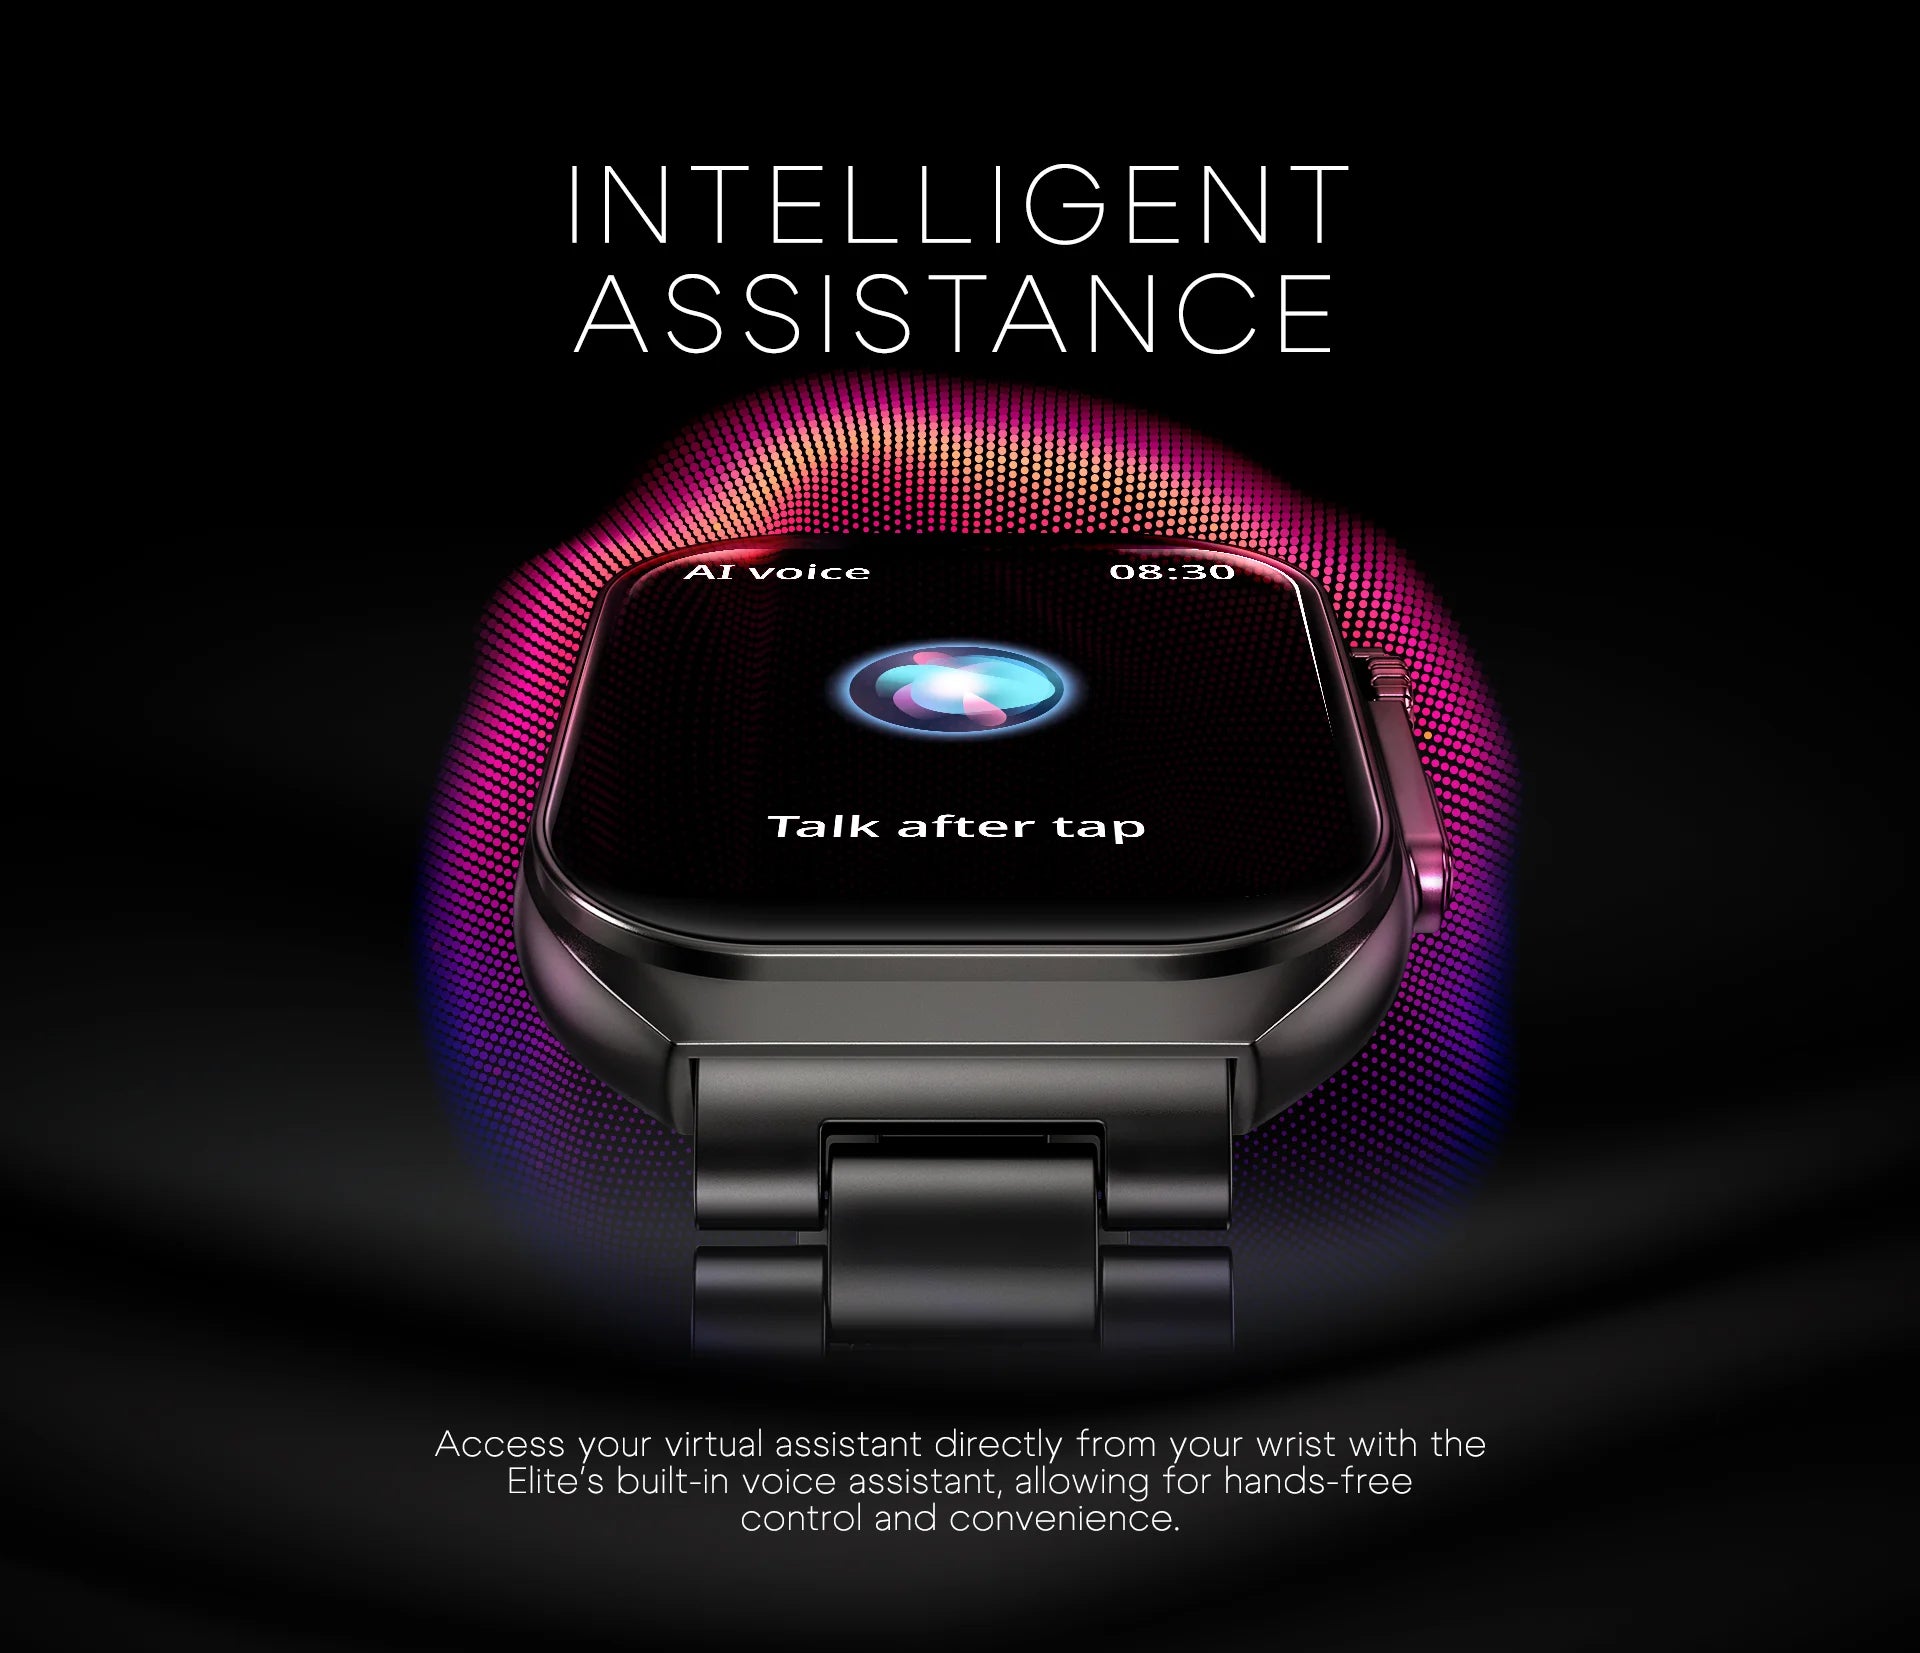 INTELLIGENT
ASSISTANCE
AI voice 08:30
Talk after tap
Access your virtual assistant directly from your wrist with the
Elite's built-in voice assistant, allowing for hands-free
control and convenience.